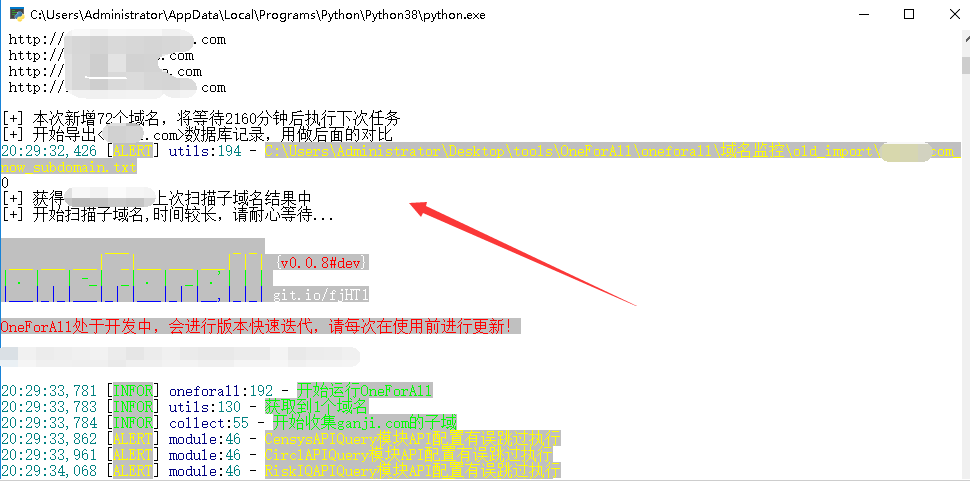 C:\Users\Administrator\AppData\Local\Programs\Python\Python38\python.exe
http:// .com
http:// .com
http:// .com
http:// .com
[+] 本次新增72个域名，将等待2160分钟后执行下次任务
[+] 开始导出< .com>数据库记录，用做后面的对比
20:29:32,426 [ALERT] utils:194 - C:\Users\Administrator\Desktop\tools\OneForAll\oneforall\域名监控\old_import\ com_
now_subdomain.txt
0
[+] 获得 上次扫描子域名结果中
[+] 开始扫描子域名,时间较长，请耐心等待...
{v0.0.8#dev}
git.io/fjHT1
OneForAll处于开发中，会进行版本快速迭代，请每次在使用前进行更新！
20:29:33,781 [INFOR] oneforall:192 - 开始运行OneForAll
20:29:33,783 [INFOR] utils:130 - 获取到1个域名
20:29:33,784 [INFOR] collect:55 - 开始收集ganji.com的子域
20:29:33,862 [ALERT] module:46 - CensysAPIQuery模块API配置有误跳过执行
20:29:33,961 [ALERT] module:46 - CirclAPIQuery模块API配置有误跳过执行
20:29:34,068 [ALERT] module:46 - RiskIQAPIQuery模块API配置有误跳过执行